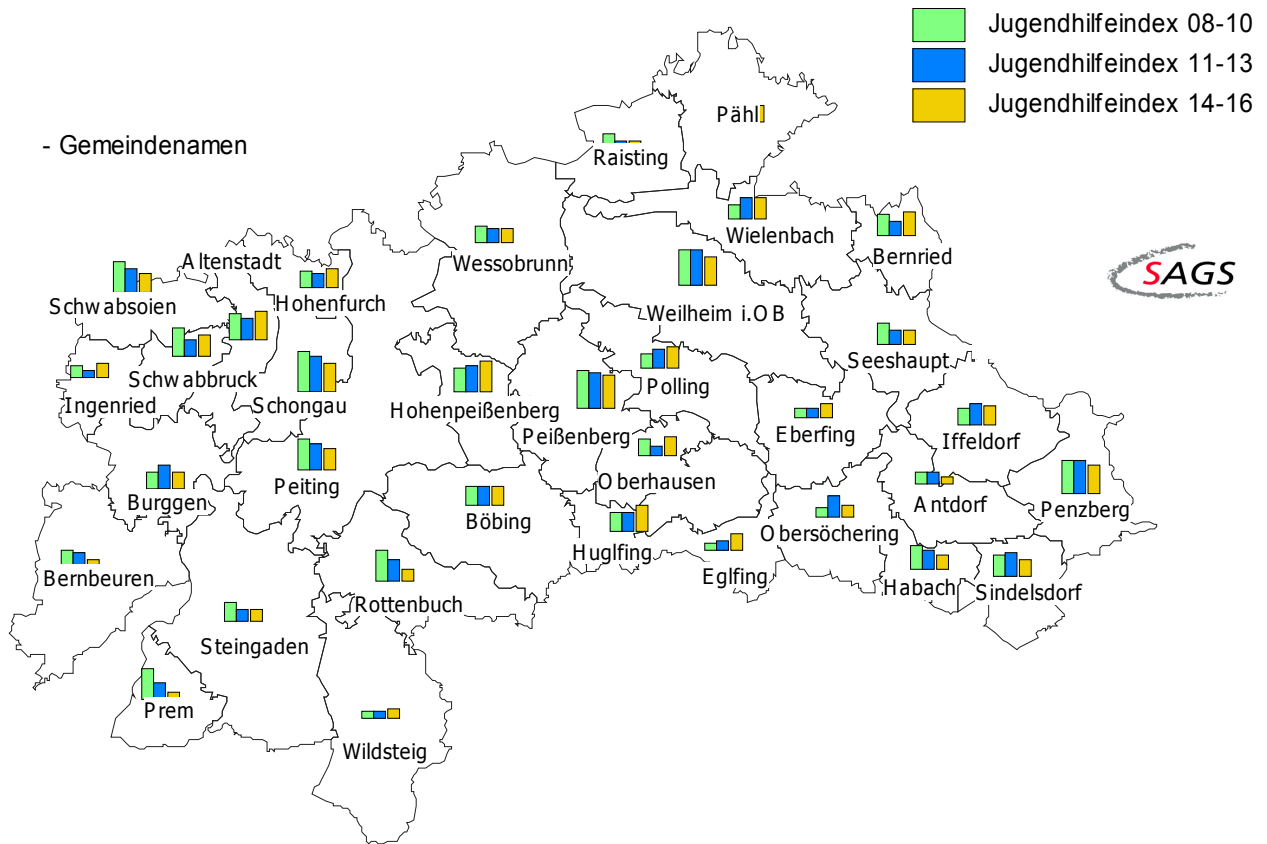 Jugendhilfeindex 08-10
Jugendhilfeindex 11-13
Jugendhilfeindex 14-16
- Gemeindenamen
Pähl
Raisting
Wielenbach
Bernried
Wessobrunn
Altenstadt
SAGS
Schwabsoien
Hohenfurch
Weilheim i.OB
Seeshaupt
Schwabbruck
Polling
Ingenried
Schongau
Hohenpeißenberg
Peißenberg
Eberfing
Iffeldorf
Oberhausen
Peiting
Burggen
Böbing
Antdorf
Penzberg
Obersöchering
Huglfing
Eglfing
Bernbeuren
Habach
Sindelsdorf
Rottenbuch
Steingaden
Prem
Wildsteig